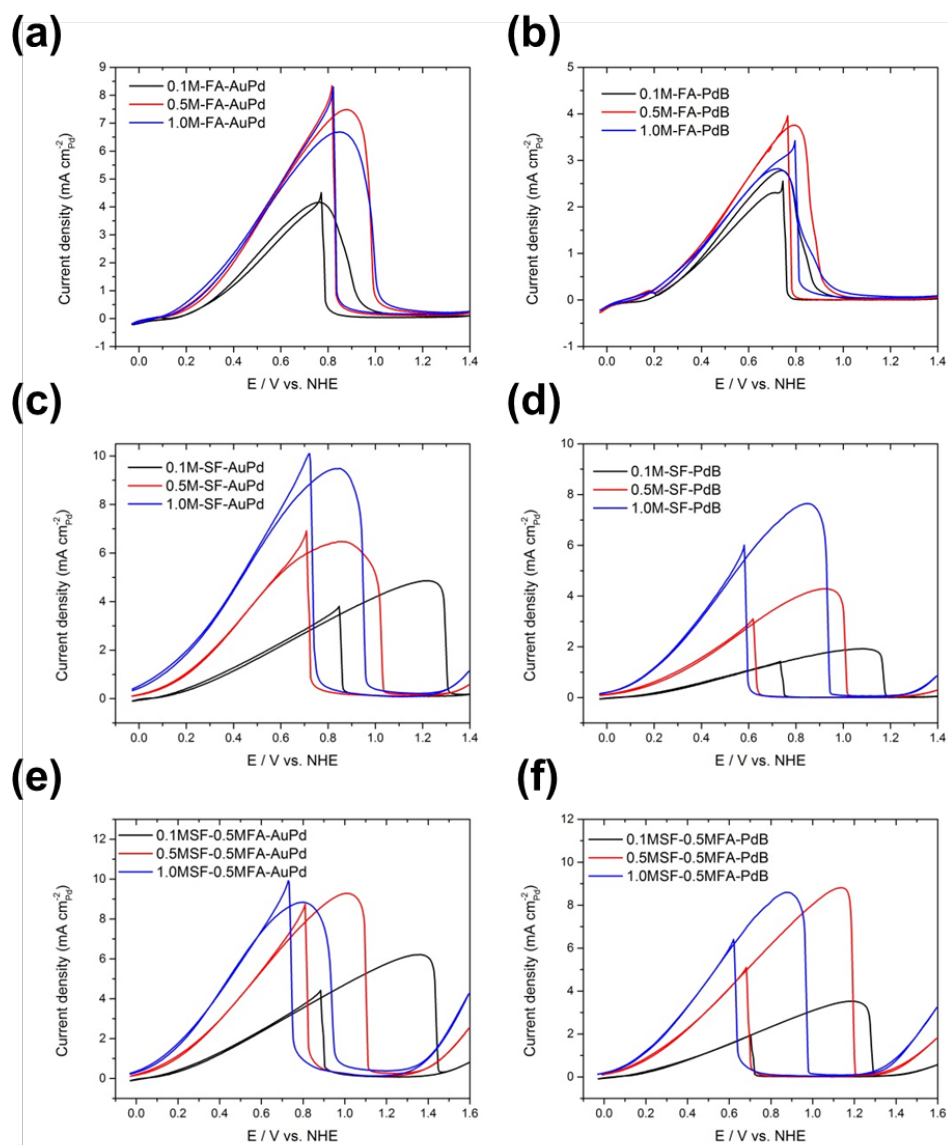 (a)
(b)
0.1M-FA-AuPd
0.5M-FA-AuPd
1.0M-FA-AuPd
Current density (mA cm⁻²Pd)
9
8
7
6
5
4
3
2
1
0
-1
0.0 0.2 0.4 0.6 0.8 1.0 1.2 1.4
E / V vs. NHE
0.1M-FA-PdB
0.5M-FA-PdB
1.0M-FA-PdB
Current density (mA cm⁻²Pd)
5
4
3
2
1
0
-1
0.0 0.2 0.4 0.6 0.8 1.0 1.2 1.4
E / V vs. NHE
(c)
(d)
0.1M-SF-AuPd
0.5M-SF-AuPd
1.0M-SF-AuPd
Current density (mA cm⁻²Pd)
10
8
6
4
2
0
0.0 0.2 0.4 0.6 0.8 1.0 1.2 1.4
E / V vs. NHE
0.1M-SF-PdB
0.5M-SF-PdB
1.0M-SF-PdB
Current density (mA cm⁻²Pd)
10
8
6
4
2
0
0.0 0.2 0.4 0.6 0.8 1.0 1.2 1.4
E / V vs. NHE
(e)
(f)
0.1MSF-0.5MFA-AuPd
0.5MSF-0.5MFA-AuPd
1.0MSF-0.5MFA-AuPd
Current density (mA cm⁻²Pd)
12
10
8
6
4
2
0
0.0 0.2 0.4 0.6 0.8 1.0 1.2 1.4 1.6
E / V vs. NHE
0.1MSF-0.5MFA-PdB
0.5MSF-0.5MFA-PdB
1.0MSF-0.5MFA-PdB
Current density (mA cm⁻²Pd)
12
10
8
6
4
2
0
0.0 0.2 0.4 0.6 0.8 1.0 1.2 1.4 1.6
E / V vs. NHE